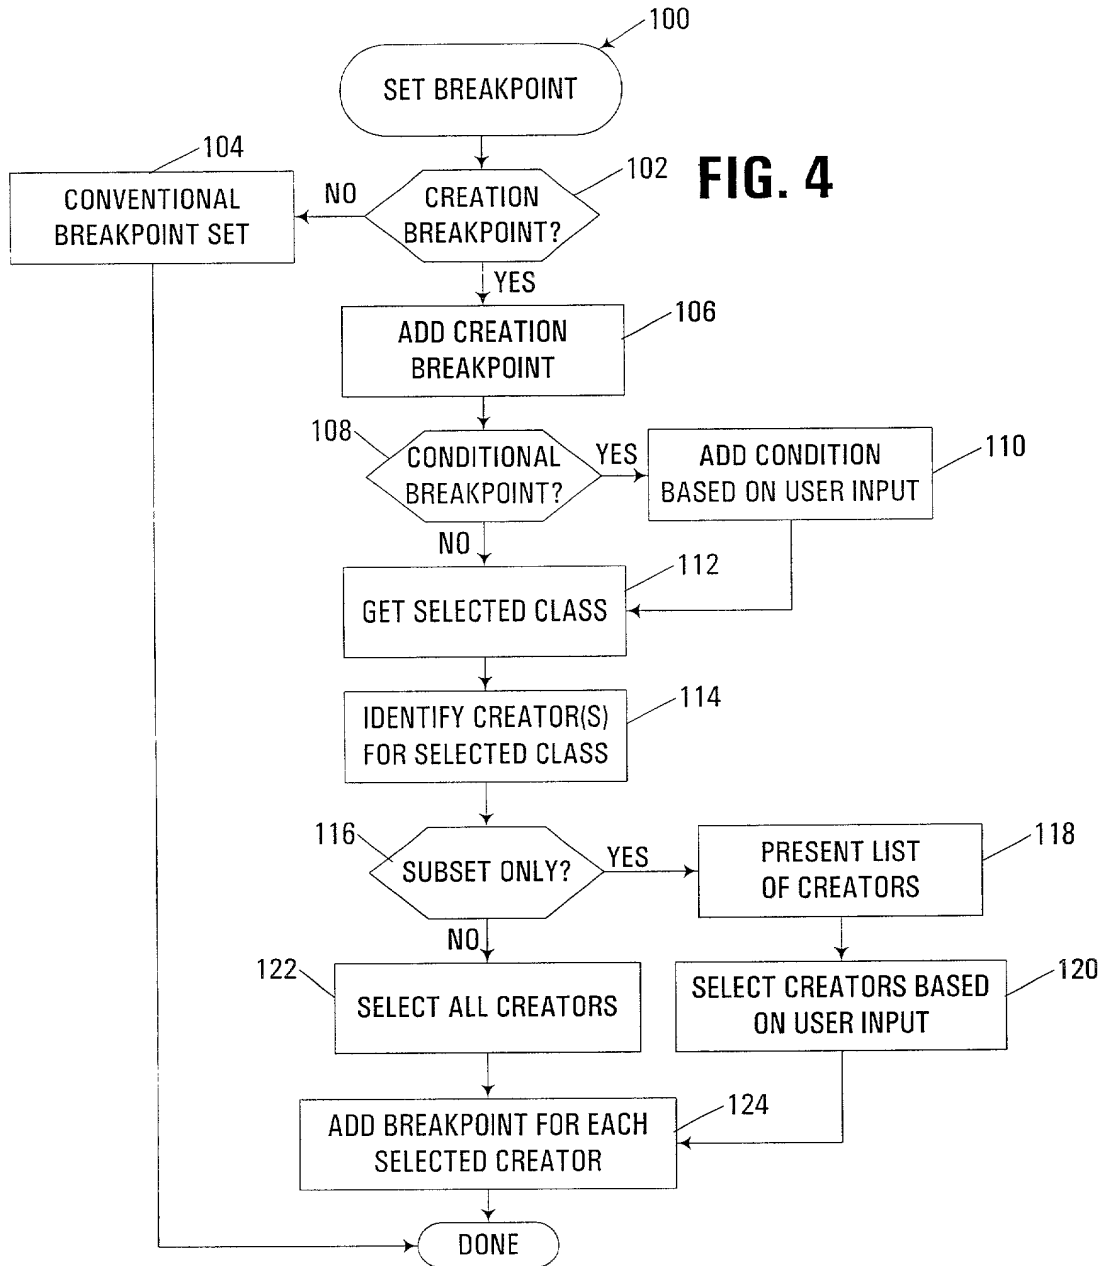 100
SET BREAKPOINT
FIG. 4
102
CREATION
BREAKPOINT?
NO
104
CONVENTIONAL
BREAKPOINT SET
YES
106
ADD CREATION
BREAKPOINT
108
CONDITIONAL
BREAKPOINT?
YES
110
ADD CONDITION
BASED ON USER INPUT
NO
112
GET SELECTED CLASS
114
IDENTIFY CREATOR(S)
FOR SELECTED CLASS
116
SUBSET ONLY?
YES
118
PRESENT LIST
OF CREATORS
NO
122
SELECT ALL CREATORS
120
SELECT CREATORS BASED
ON USER INPUT
124
ADD BREAKPOINT FOR EACH
SELECTED CREATOR
DONE